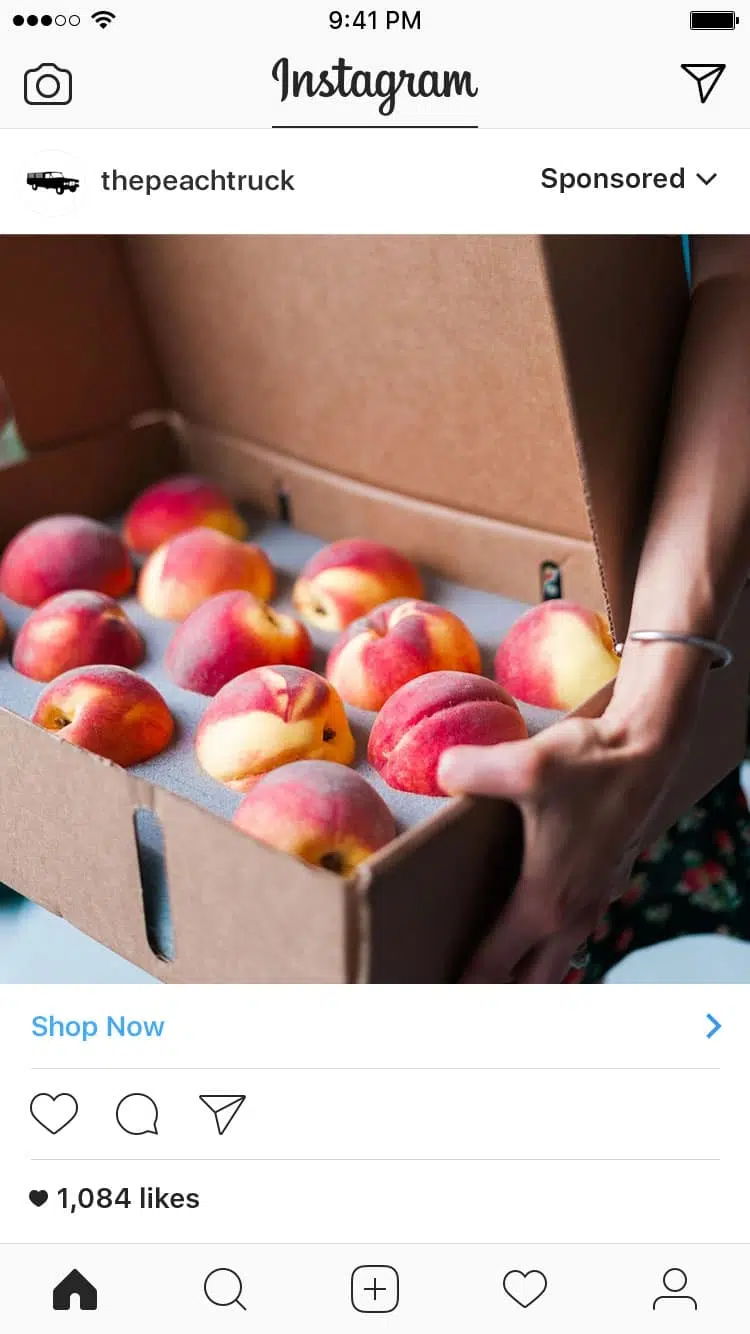 9:41 PM
Instagram
thepeachtruck
Sponsored
Shop Now
1,084 likes